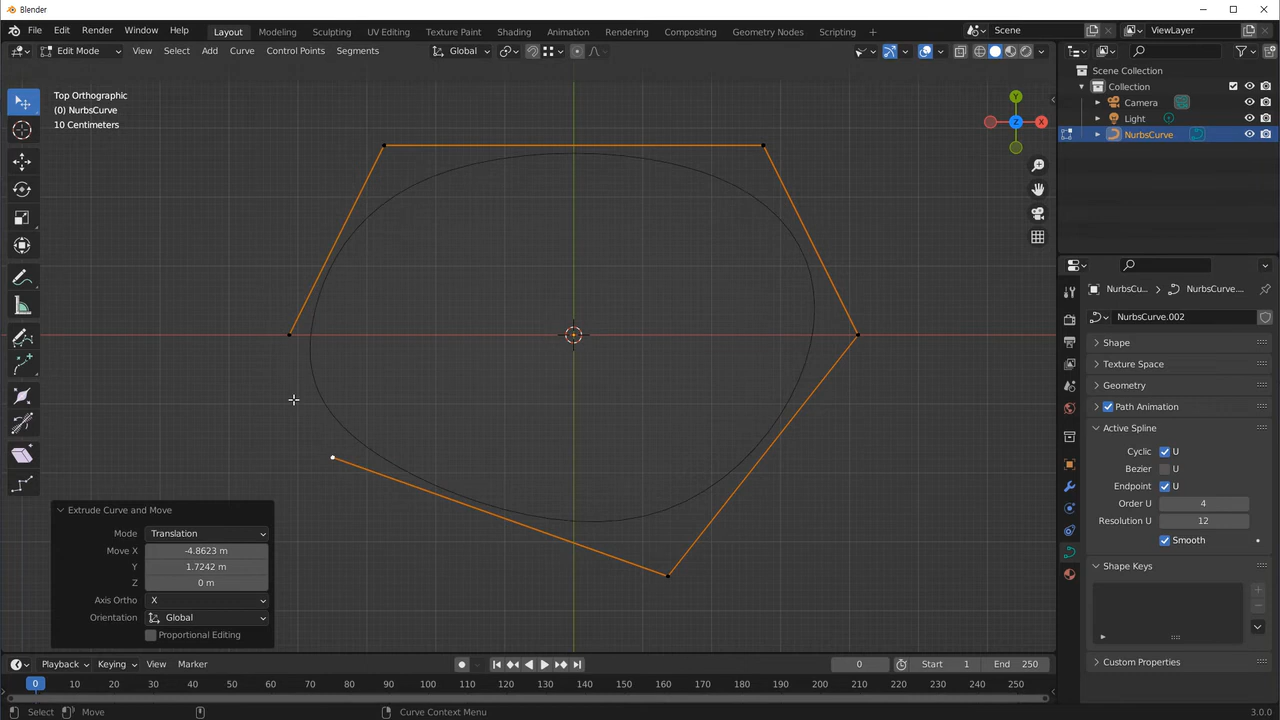 Blender
File Edit Render Window Help Layout Modeling Sculpting UV Editing Texture Paint Shading Animation Rendering Compositing Geometry Nodes Scripting + Scene ViewLayer
Edit Mode View Select Add Curve Control Points Segments Global
Top Orthographic
(0) NurbsCurve
10 Centimeters
Y
Z
X
Scene Collection
Collection
Camera
Light
NurbsCurve
NurbsCu... NurbsCurve....
NurbsCurve.002
Shape
Texture Space
Geometry
Path Animation
Active Spline
Cyclic U
Bezier U
Endpoint U
Order U 4
Resolution U 12
Smooth
Shape Keys
Custom Properties
Extrude Curve and Move
Mode Translation
Move X -4.8623 m
Y 1.7242 m
Z 0 m
Axis Ortho X
Orientation Global
Proportional Editing
Playback Keying View Marker 0 Start 1 End 250
0 10 20 30 40 50 60 70 80 90 100 110 120 130 140 150 160 170 180 190 200 210 220 230 240 250
Select Move Curve Context Menu 3.0.0